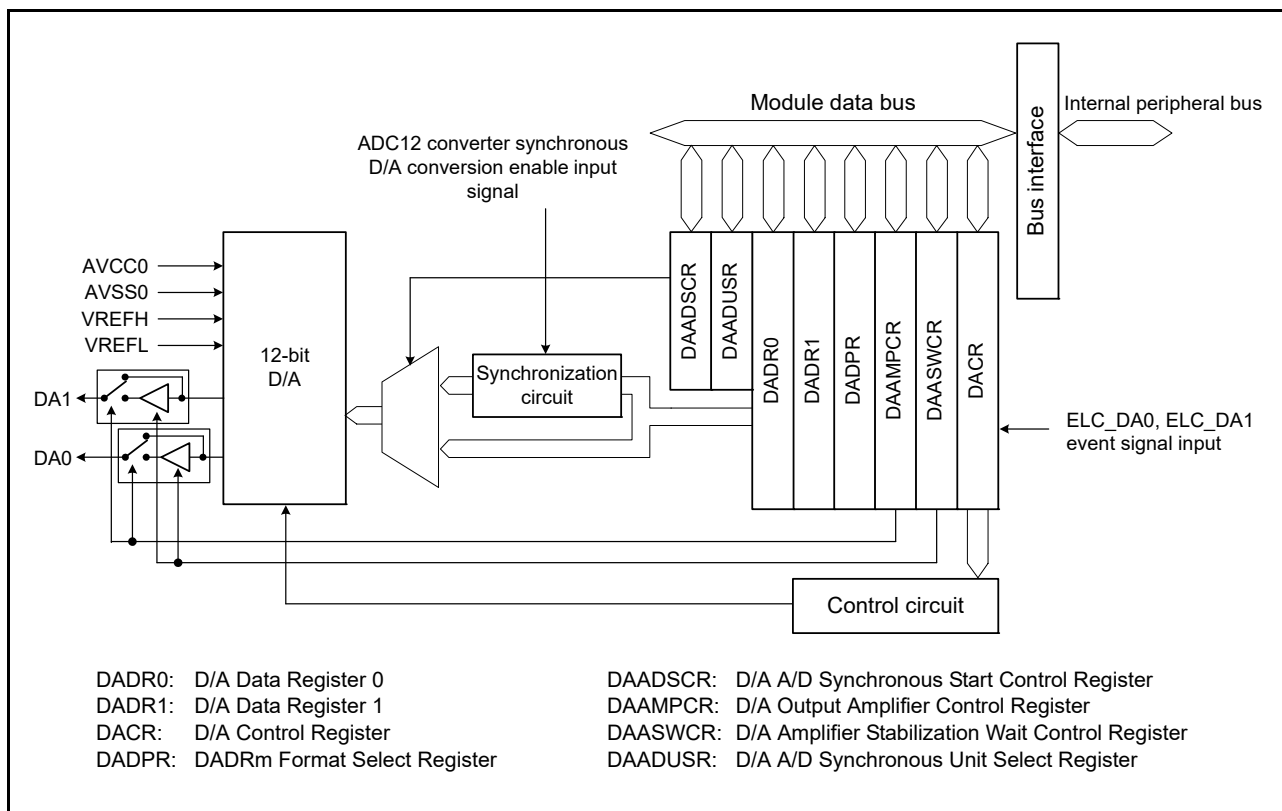 Module data bus
Internal peripheral bus
Bus interface
ADC12 converter synchronous
D/A conversion enable input
signal
AVCC0
AVSS0
VREFH
VREFL
12-bit
D/A
DA1
DA0
Synchronization
circuit
DAADSCR
DAADUSR
DADR0
DADR1
DADPR
DAAMPCR
DAASWCR
DACR
ELC_DA0, ELC_DA1
event signal input
Control circuit
DADR0: D/A Data Register 0
DADR1: D/A Data Register 1
DACR: D/A Control Register
DADPR: DADRm Format Select Register
DAADSCR: D/A A/D Synchronous Start Control Register
DAAMPCR: D/A Output Amplifier Control Register
DAASWCR: D/A Amplifier Stabilization Wait Control Register
DAADUSR: D/A A/D Synchronous Unit Select Register